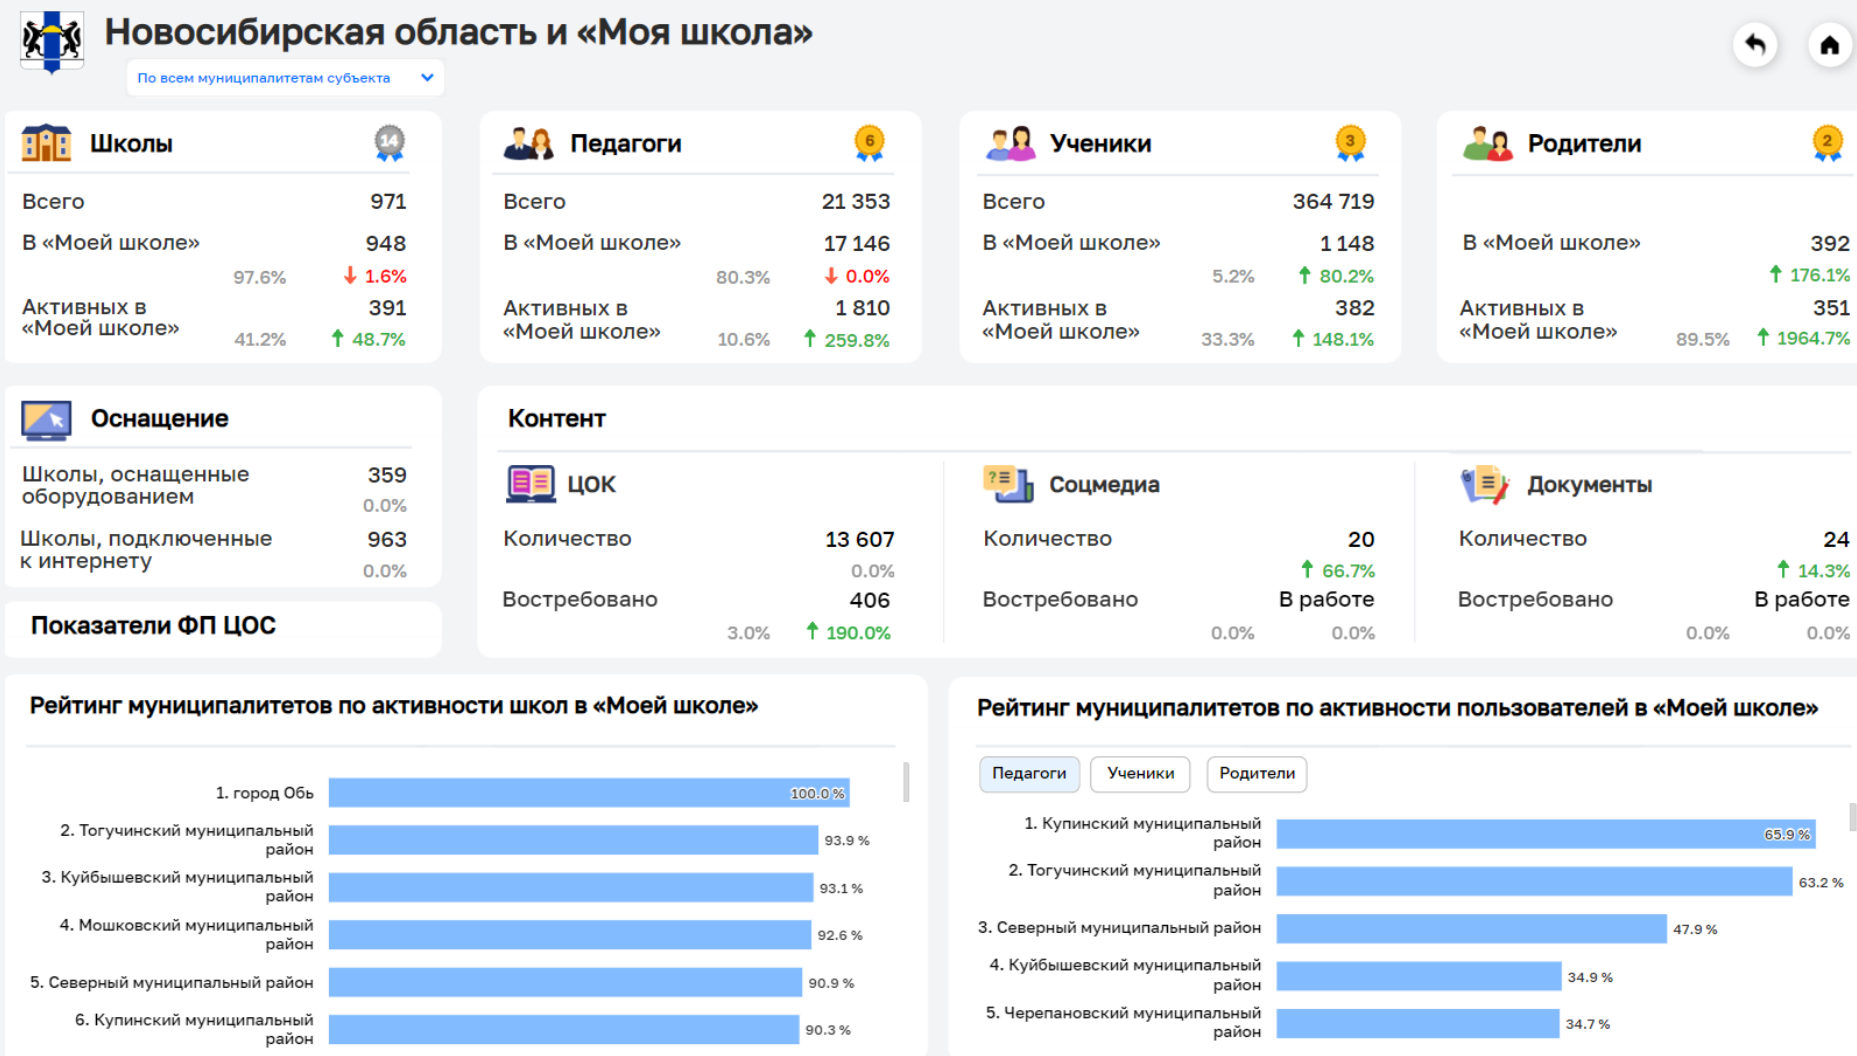 Новосибирская область и «Моя школа»
По всем муниципалитетам субъекта
Школы
14
Всего
971
В «Моей школе»
948
97.6%
1.6%
Активных в
«Моей школе»
391
41.2%
48.7%
Педагоги
6
Всего
21 353
В «Моей школе»
17 146
80.3%
0.0%
Активных в
«Моей школе»
1 810
10.6%
259.8%
Ученики
3
Всего
364 719
В «Моей школе»
1 148
5.2%
80.2%
Активных в
«Моей школе»
382
33.3%
148.1%
Родители
2
В «Моей школе»
392
176.1%
Активных в
«Моей школе»
351
89.5%
1964.7%
Оснащение
Школы, оснащенные
оборудованием
359
0.0%
Школы, подключенные
к интернету
963
0.0%
Показатели ФП ЦОС
Контент
ЦОК
Количество
13 607
0.0%
Востребовано
406
3.0%
190.0%
Соцмедиа
Количество
20
66.7%
Востребовано
В работе
0.0%
0.0%
Документы
Количество
24
14.3%
Востребовано
В работе
0.0%
0.0%
Рейтинг муниципалитетов по активности школ в «Моей школе»
1. город Обь
100.0 %
2. Тогучинский муниципальный
район
93.9 %
3. Куйбышевский муниципальный
район
93.1 %
4. Мошковский муниципальный
район
92.6 %
5. Северный муниципальный район
90.9 %
6. Купинский муниципальный
район
90.3 %
Рейтинг муниципалитетов по активности пользователей в «Моей школе»
Педагоги
Ученики
Родители
1. Купинский муниципальный
район
65.9 %
2. Тогучинский муниципальный
район
63.2 %
3. Северный муниципальный район
47.9 %
4. Куйбышевский муниципальный
район
34.9 %
5. Черепановский муниципальный
район
34.7 %